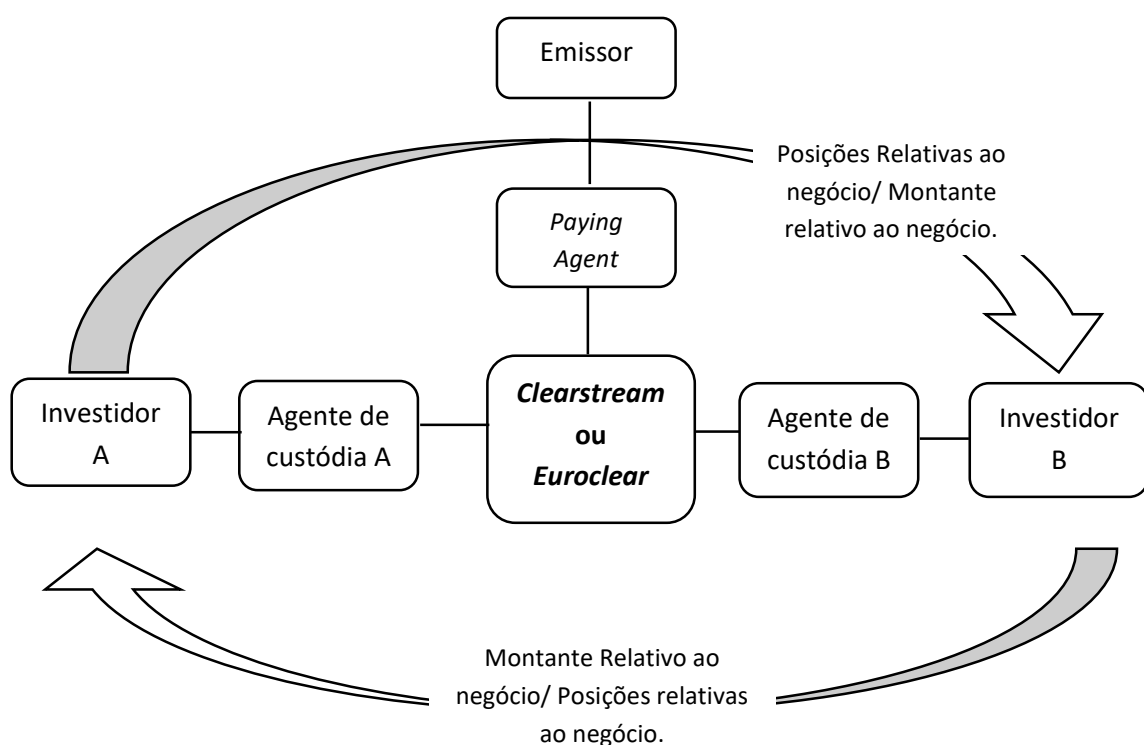 Emissor
Posições Relativas ao
negócio/ Montante
relativo ao negócio.
Paying
Agent
Investidor
A
Agente de
custódia A
Clearstream
ou
Euroclear
Agente de
custódia B
Investidor
B
Montante Relativo ao
negócio/ Posições relativas
ao negócio.